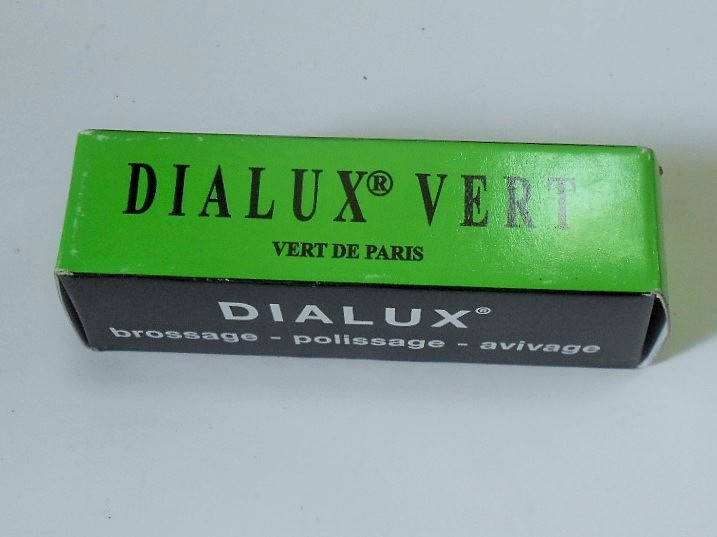 DIALUX® VERT
VERT DE PARIS
DIALUX®
brossage - polissage - avivage